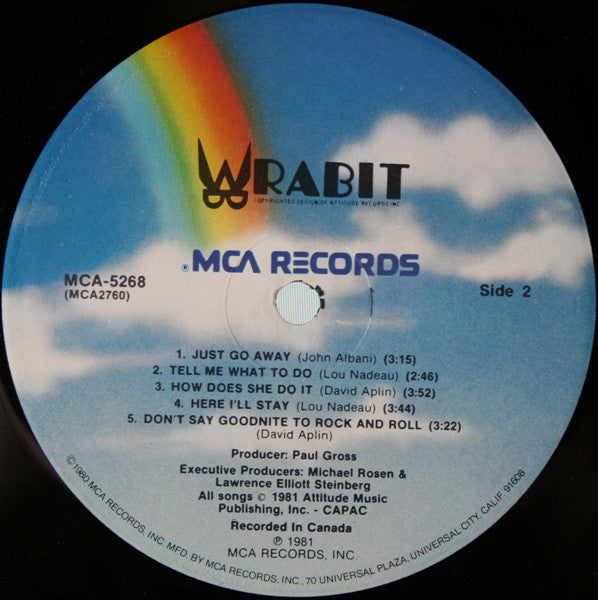 WRABIT
COPYRIGHTED DESIGN OF ATTITUDE RECORDS INC.
® MCA RECORDS
MCA-5268
(MCA2760)
Side 2
1. JUST GO AWAY (John Albani) (3:15)
2. TELL ME WHAT TO DO (Lou Nadeau) (2:46)
3. HOW DOES SHE DO IT (David Aplin) (3:52)
4. HERE I'LL STAY (Lou Nadeau) (3:44)
5. DON'T SAY GOODNITE TO ROCK AND ROLL (3:22)
(David Aplin)
Producer: Paul Gross
Executive Producers: Michael Rosen &
Lawrence Elliott Steinberg
All songs © 1981 Attitude Music
Publishing, Inc. - CAPAC
Recorded In Canada
℗ 1981
MCA RECORDS, INC.
©1980 MCA RECORDS, INC. MFD. BY MCA RECORDS, INC., 70 UNIVERSAL PLAZA, UNIVERSAL CITY, CALIF. 91608